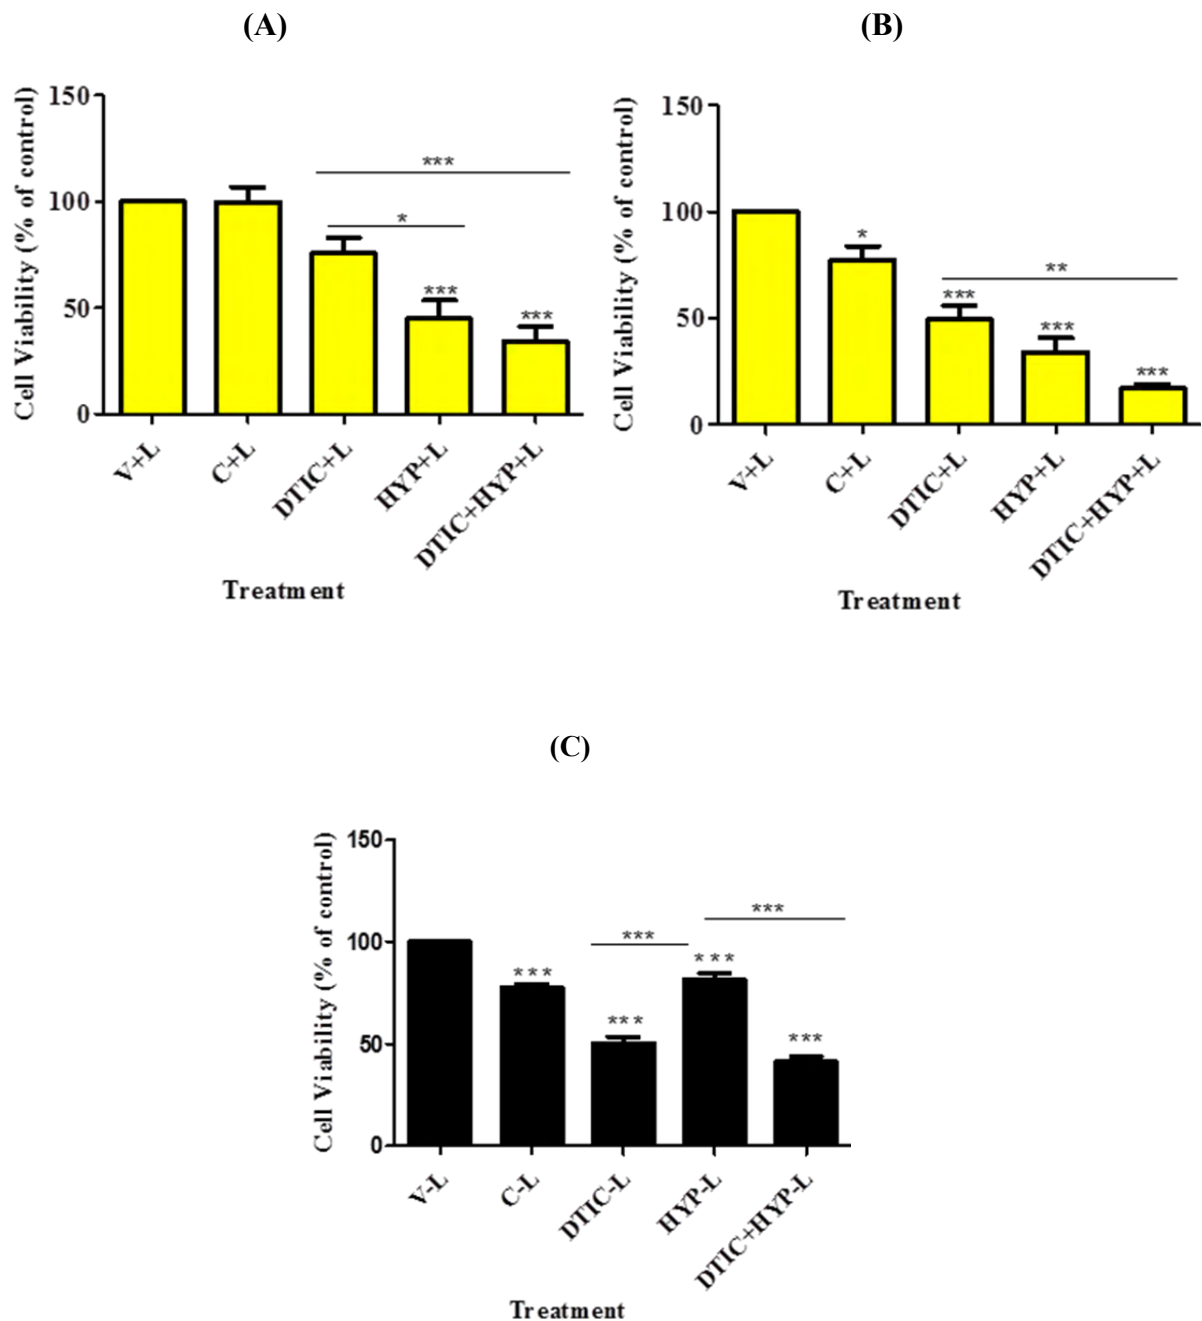 (A)
Cell Viability (% of control)
150
100
50
0
***
*
***
***
V+L
C+L
DTIC+L
HYP+L
DTIC+HYP+L
Treatment
(B)
Cell Viability (% of control)
150
100
50
0
*
**
***
***
***
V+L
C+L
DTIC+L
HYP+L
DTIC+HYP+L
Treatment
(C)
Cell Viability (% of control)
150
100
50
0
***
***
***
***
***
***
V-L
C-L
DTIC-L
HYP-L
DTIC+HYP-L
Treatment